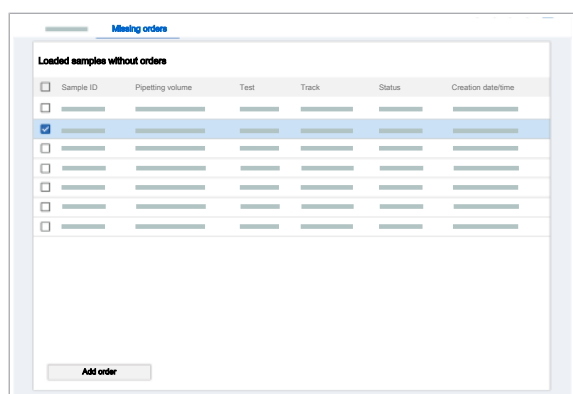 Missing orders
Loaded samples without orders
Sample ID Pipetting volume Test Track Status Creation date/time
Add order